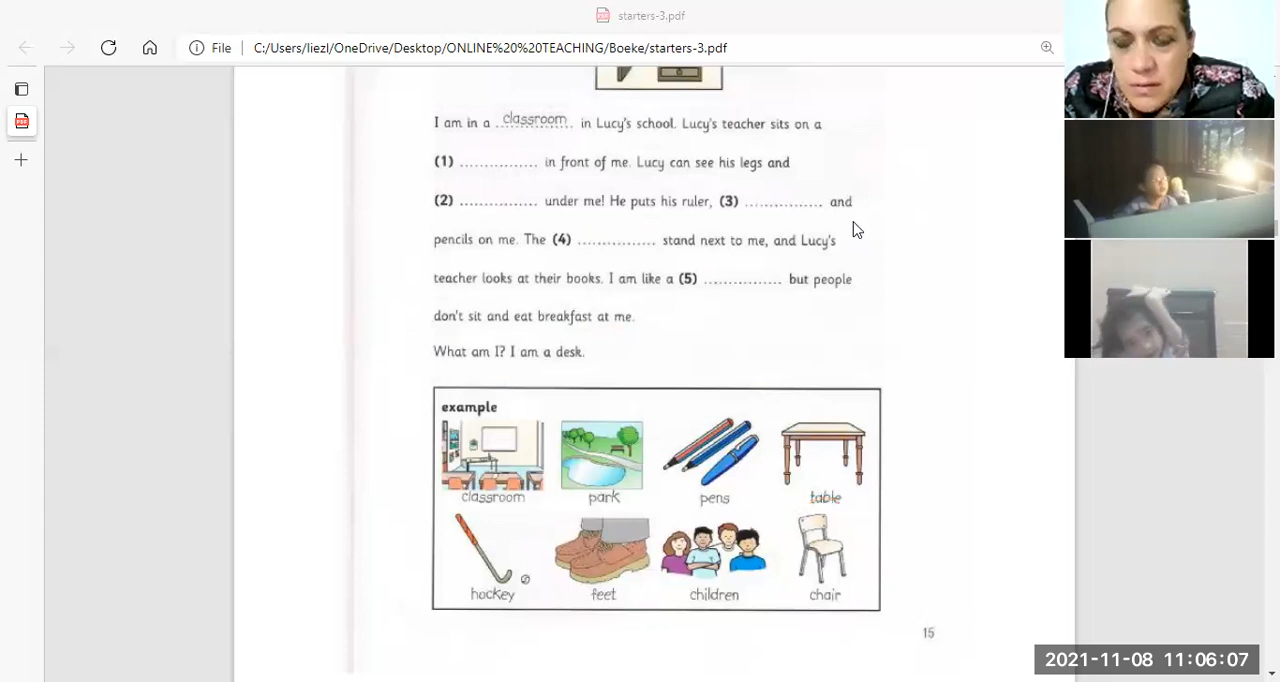 starters-3.pdf
File C:/Users/liezl/OneDrive/Desktop/ONLINE%20%20TEACHING/Boeke/starters-3.pdf
I am in a classroom in Lucy's school. Lucy's teacher sits on a
(1) ............... in front of me. Lucy can see his legs and
(2) ............... under me! He puts his ruler, (3) ............... and
pencils on me. The (4) ............... stand next to me, and Lucy's
teacher looks at their books. I am like a (5) ............... but people
don't sit and eat breakfast at me.
What am I? I am a desk.
example
classroom park pens table
hockey feet children chair
15
2021-11-08 11:06:07